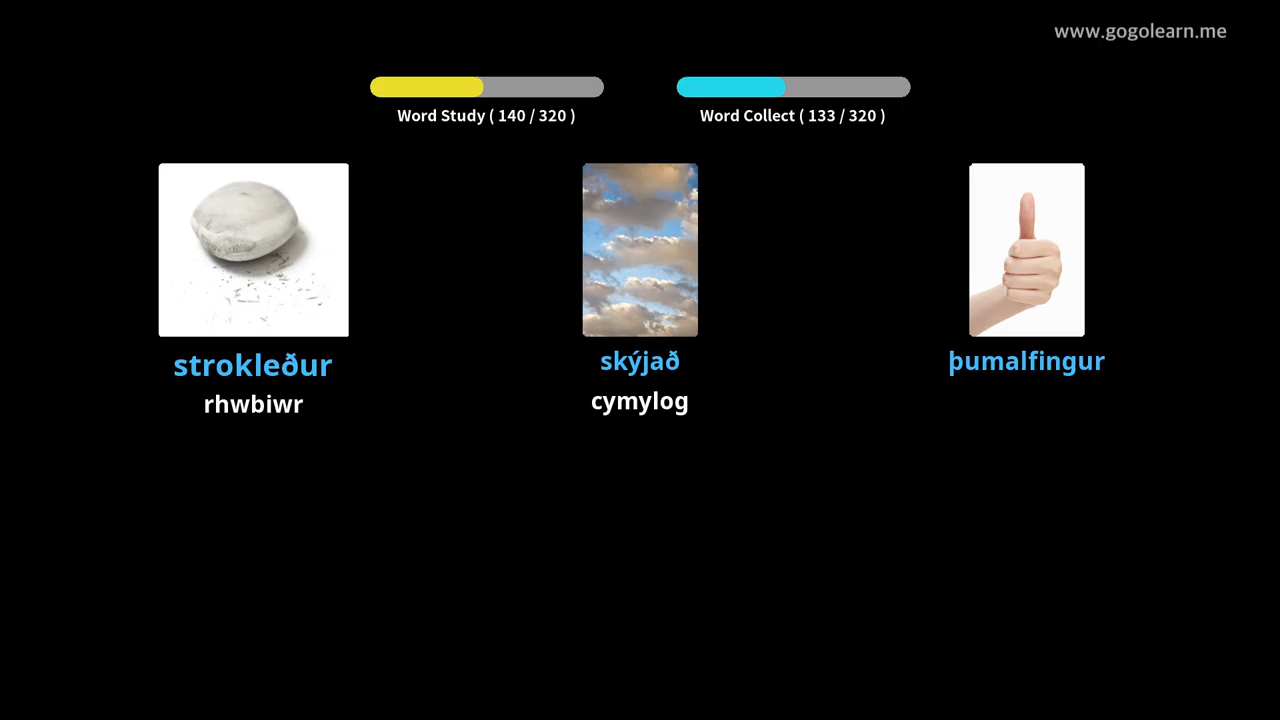 www.gogolearn.me
Word Study ( 140 / 320 )
Word Collect ( 133 / 320 )
strokleður
skýjað
þumalfingur
rhwbiwr
cymylog